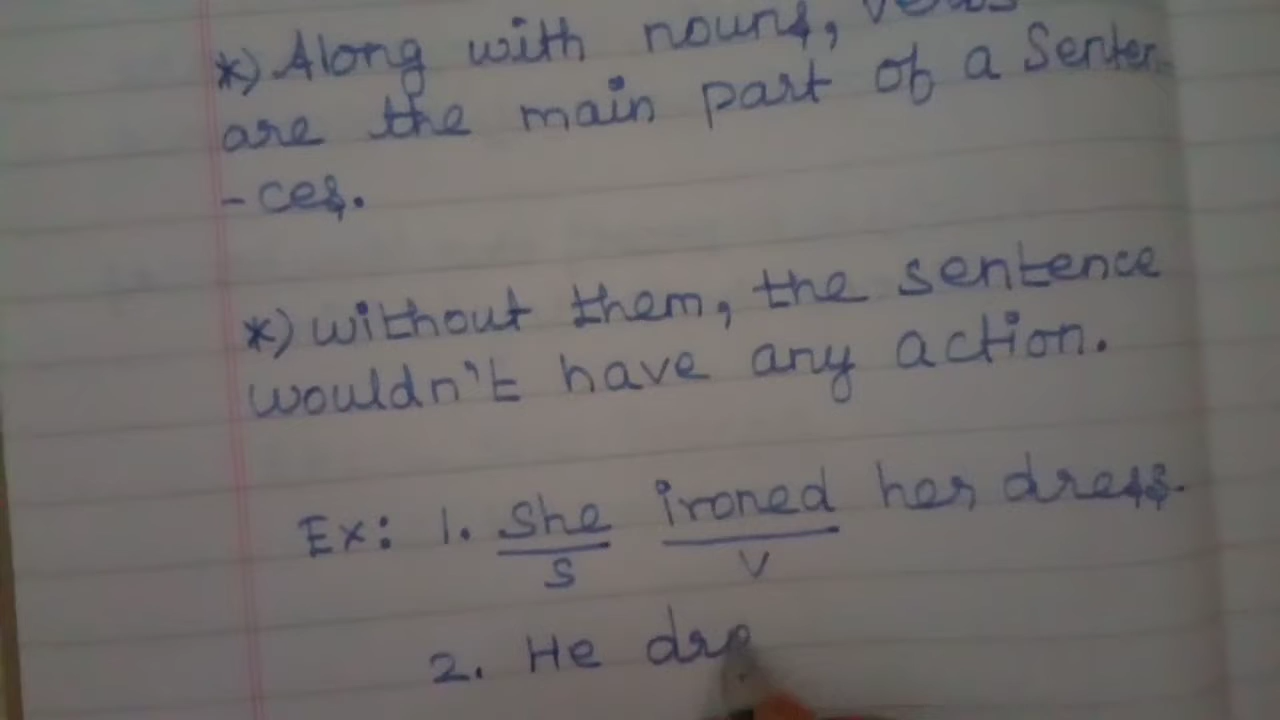 *) Along with nouns,
are the main part of a Senten
-ces.
*) without them, the sentence
wouldn't have any action.
Ex: 1. She ironed her dress.
S V
2. He